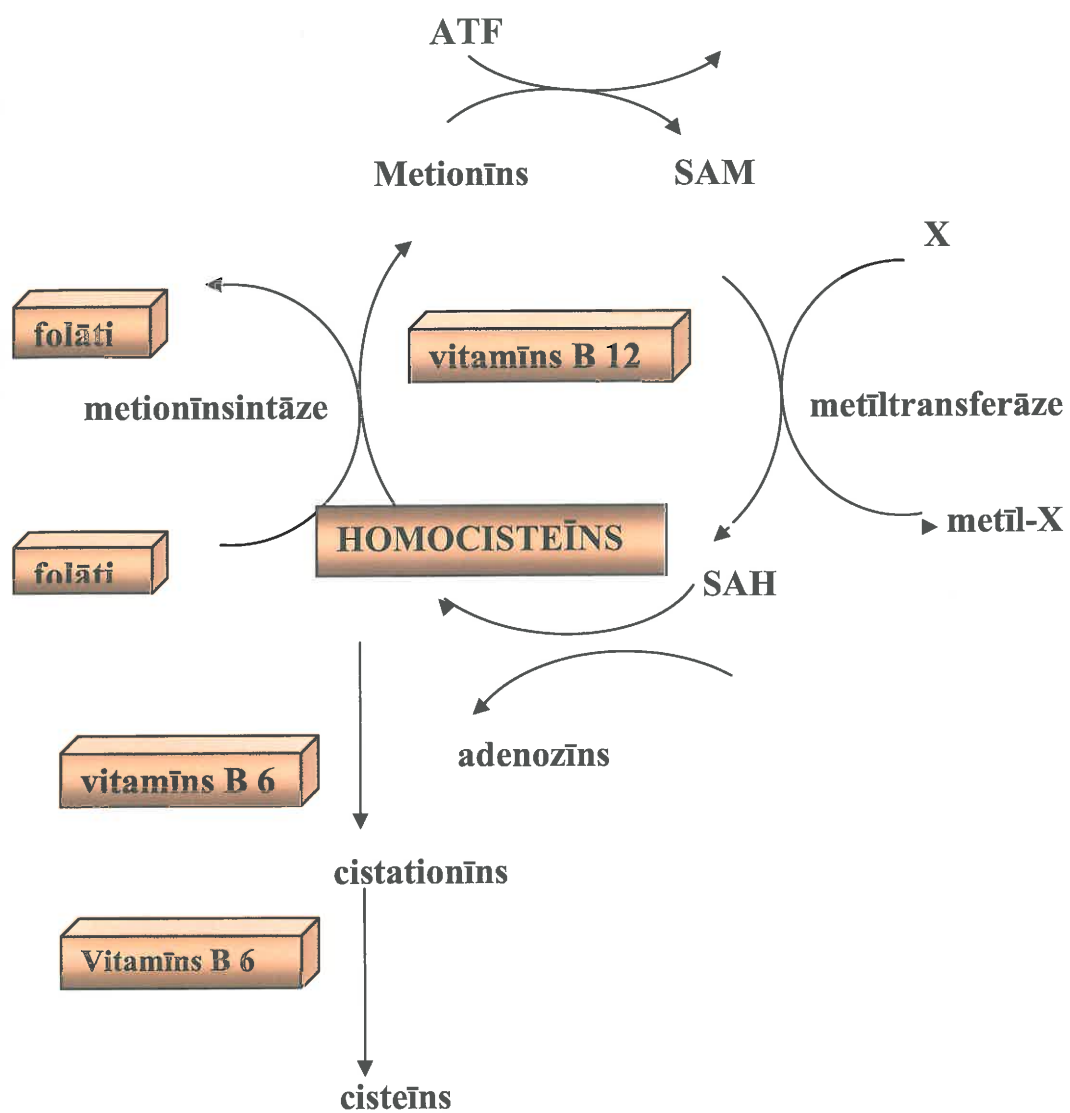 ATF
Metionīns
SAM
X
folāti
vitamīns B 12
metionīnsintāze
metīltransferāze
folāti
HOMOCISTEĪNS
metīl-X
SAH
adenozīns
vitamīns B 6
cistationīns
Vitamīns B 6
cisteīns